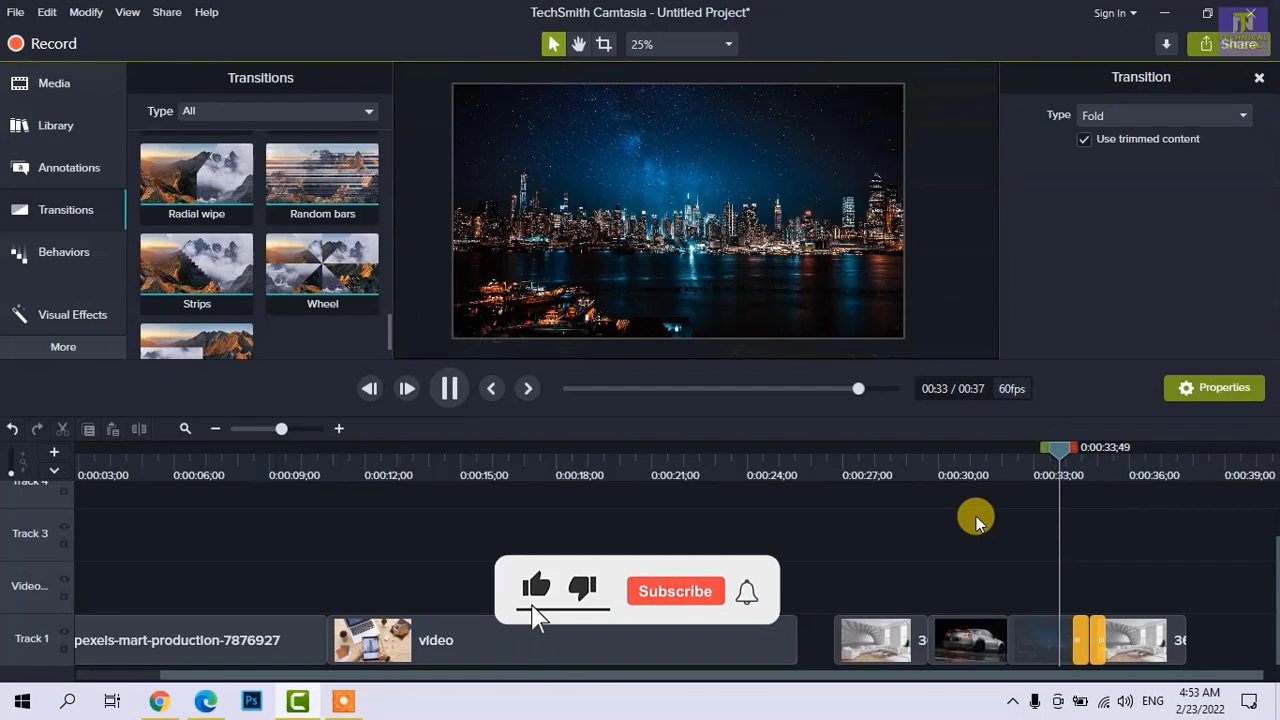 File Edit Modify View Share Help
TechSmith Camtasia - Untitled Project*
Sign In
TECHNICAL
Record
25%
Share
Media
Library
Annotations
Transitions
Behaviors
Visual Effects
More
Transitions
Type All
Radial wipe
Random bars
Strips
Wheel
Transition
Type Fold
Use trimmed content
00:33 / 00:37 60fps
Properties
0:00:33;49
0:00:03;00 0:00:06;00 0:00:09;00 0:00:12;00 0:00:15;00 0:00:18;00 0:00:21;00 0:00:24;00 0:00:27;00 0:00:30;00 0:00:33;00 0:00:36;00 0:00:39;00
Track 4
Track 3
Video...
Track 1
pexels-mart-production-7876927
video
Subscribe
Ps
ENG
4:53 AM
2/23/2022